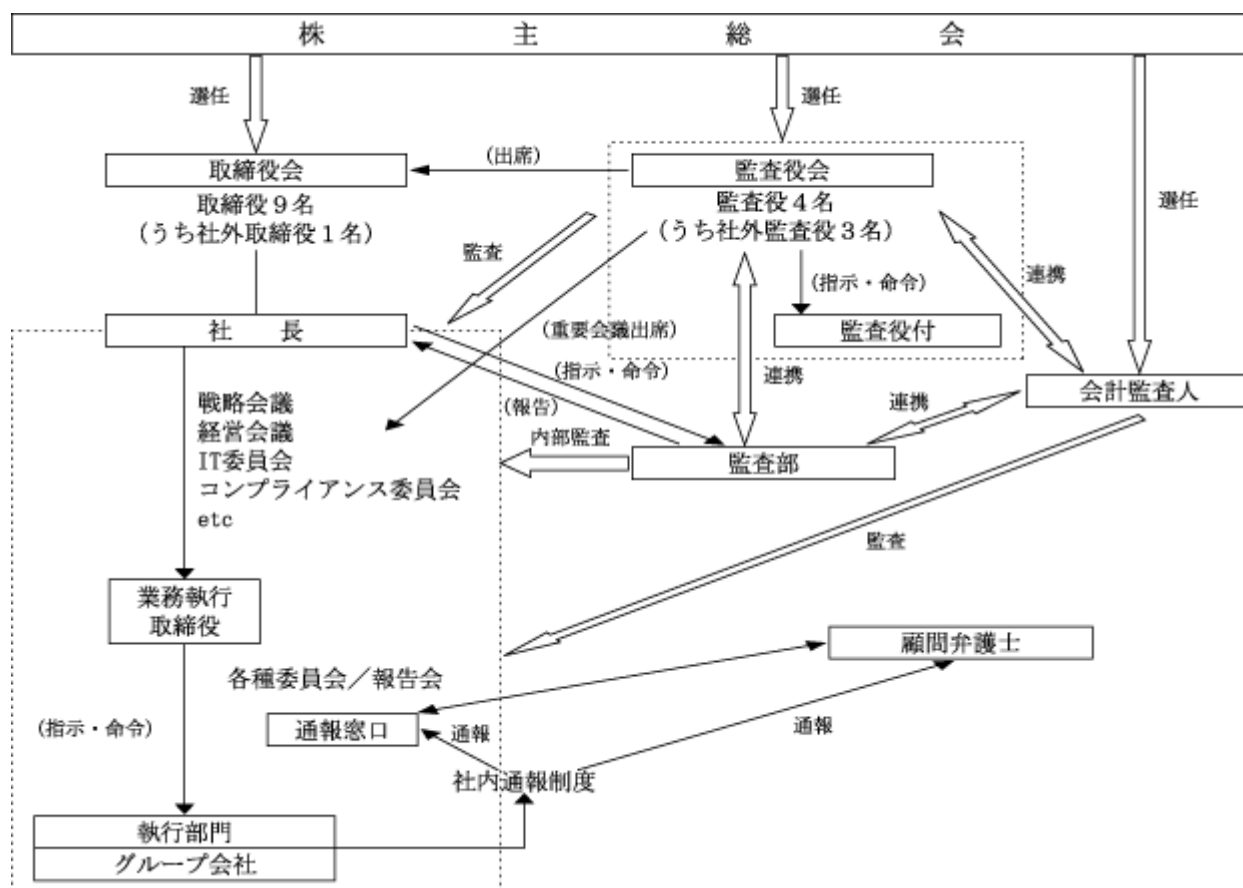 株主総会
選任
選任
選任
取締役会
(出席)
監査役会
取締役9名
(うち社外取締役1名)
監査役4名
(うち社外監査役3名)
監査
(指示・命令)
連携
社長
(重要会議出席)
監査役付
(指示・命令)
連携
会計監査人
戦略会議
経営会議
IT委員会
コンプライアンス委員会
etc
(報告)
連携
内部監査
監査部
監査
業務執行
取締役
顧問弁護士
各種委員会/報告会
(指示・命令)
通報窓口
通報
通報
社内通報制度
執行部門
グループ会社